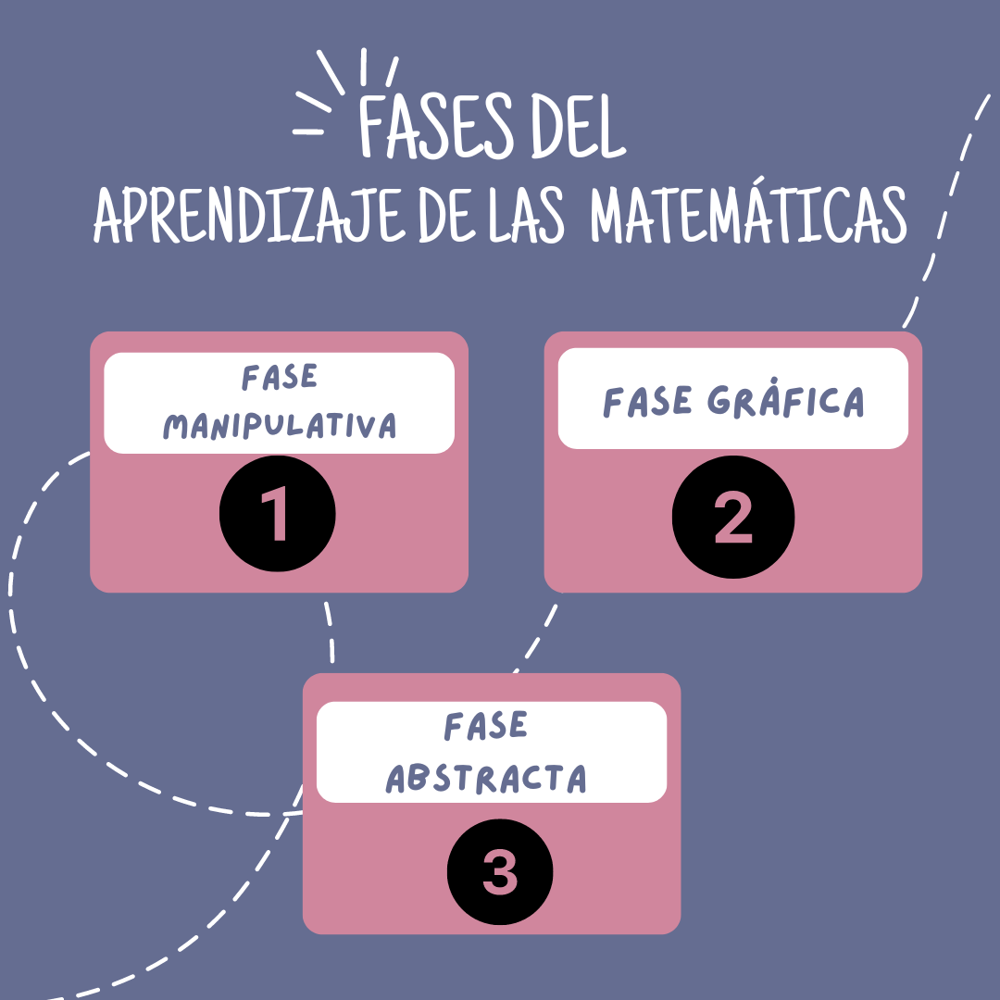 FASES DEL
APRENDIZAJE DE LAS MATEMÁTICAS
FASE
MANIPULATIVA
1
FASE GRÁFICA
2
FASE
ABSTRACTA
3